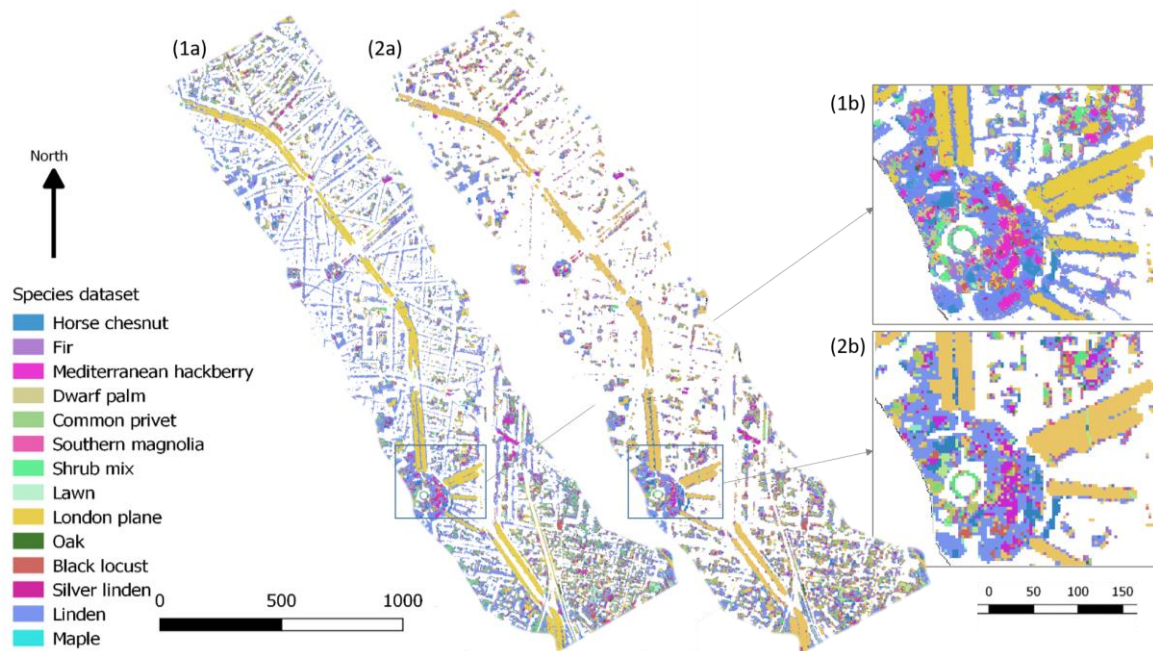 (1a)
(2a)
(1b)
North
Species dataset
Horse chesnut
Fir
Mediterranean hackberry
Dwarf palm
Common privet
Southern magnolia
Shrub mix
Lawn
London plane
Oak
Black locust
Silver linden
Linden
Maple
(2b)
0 500 1000
0 50 100 150